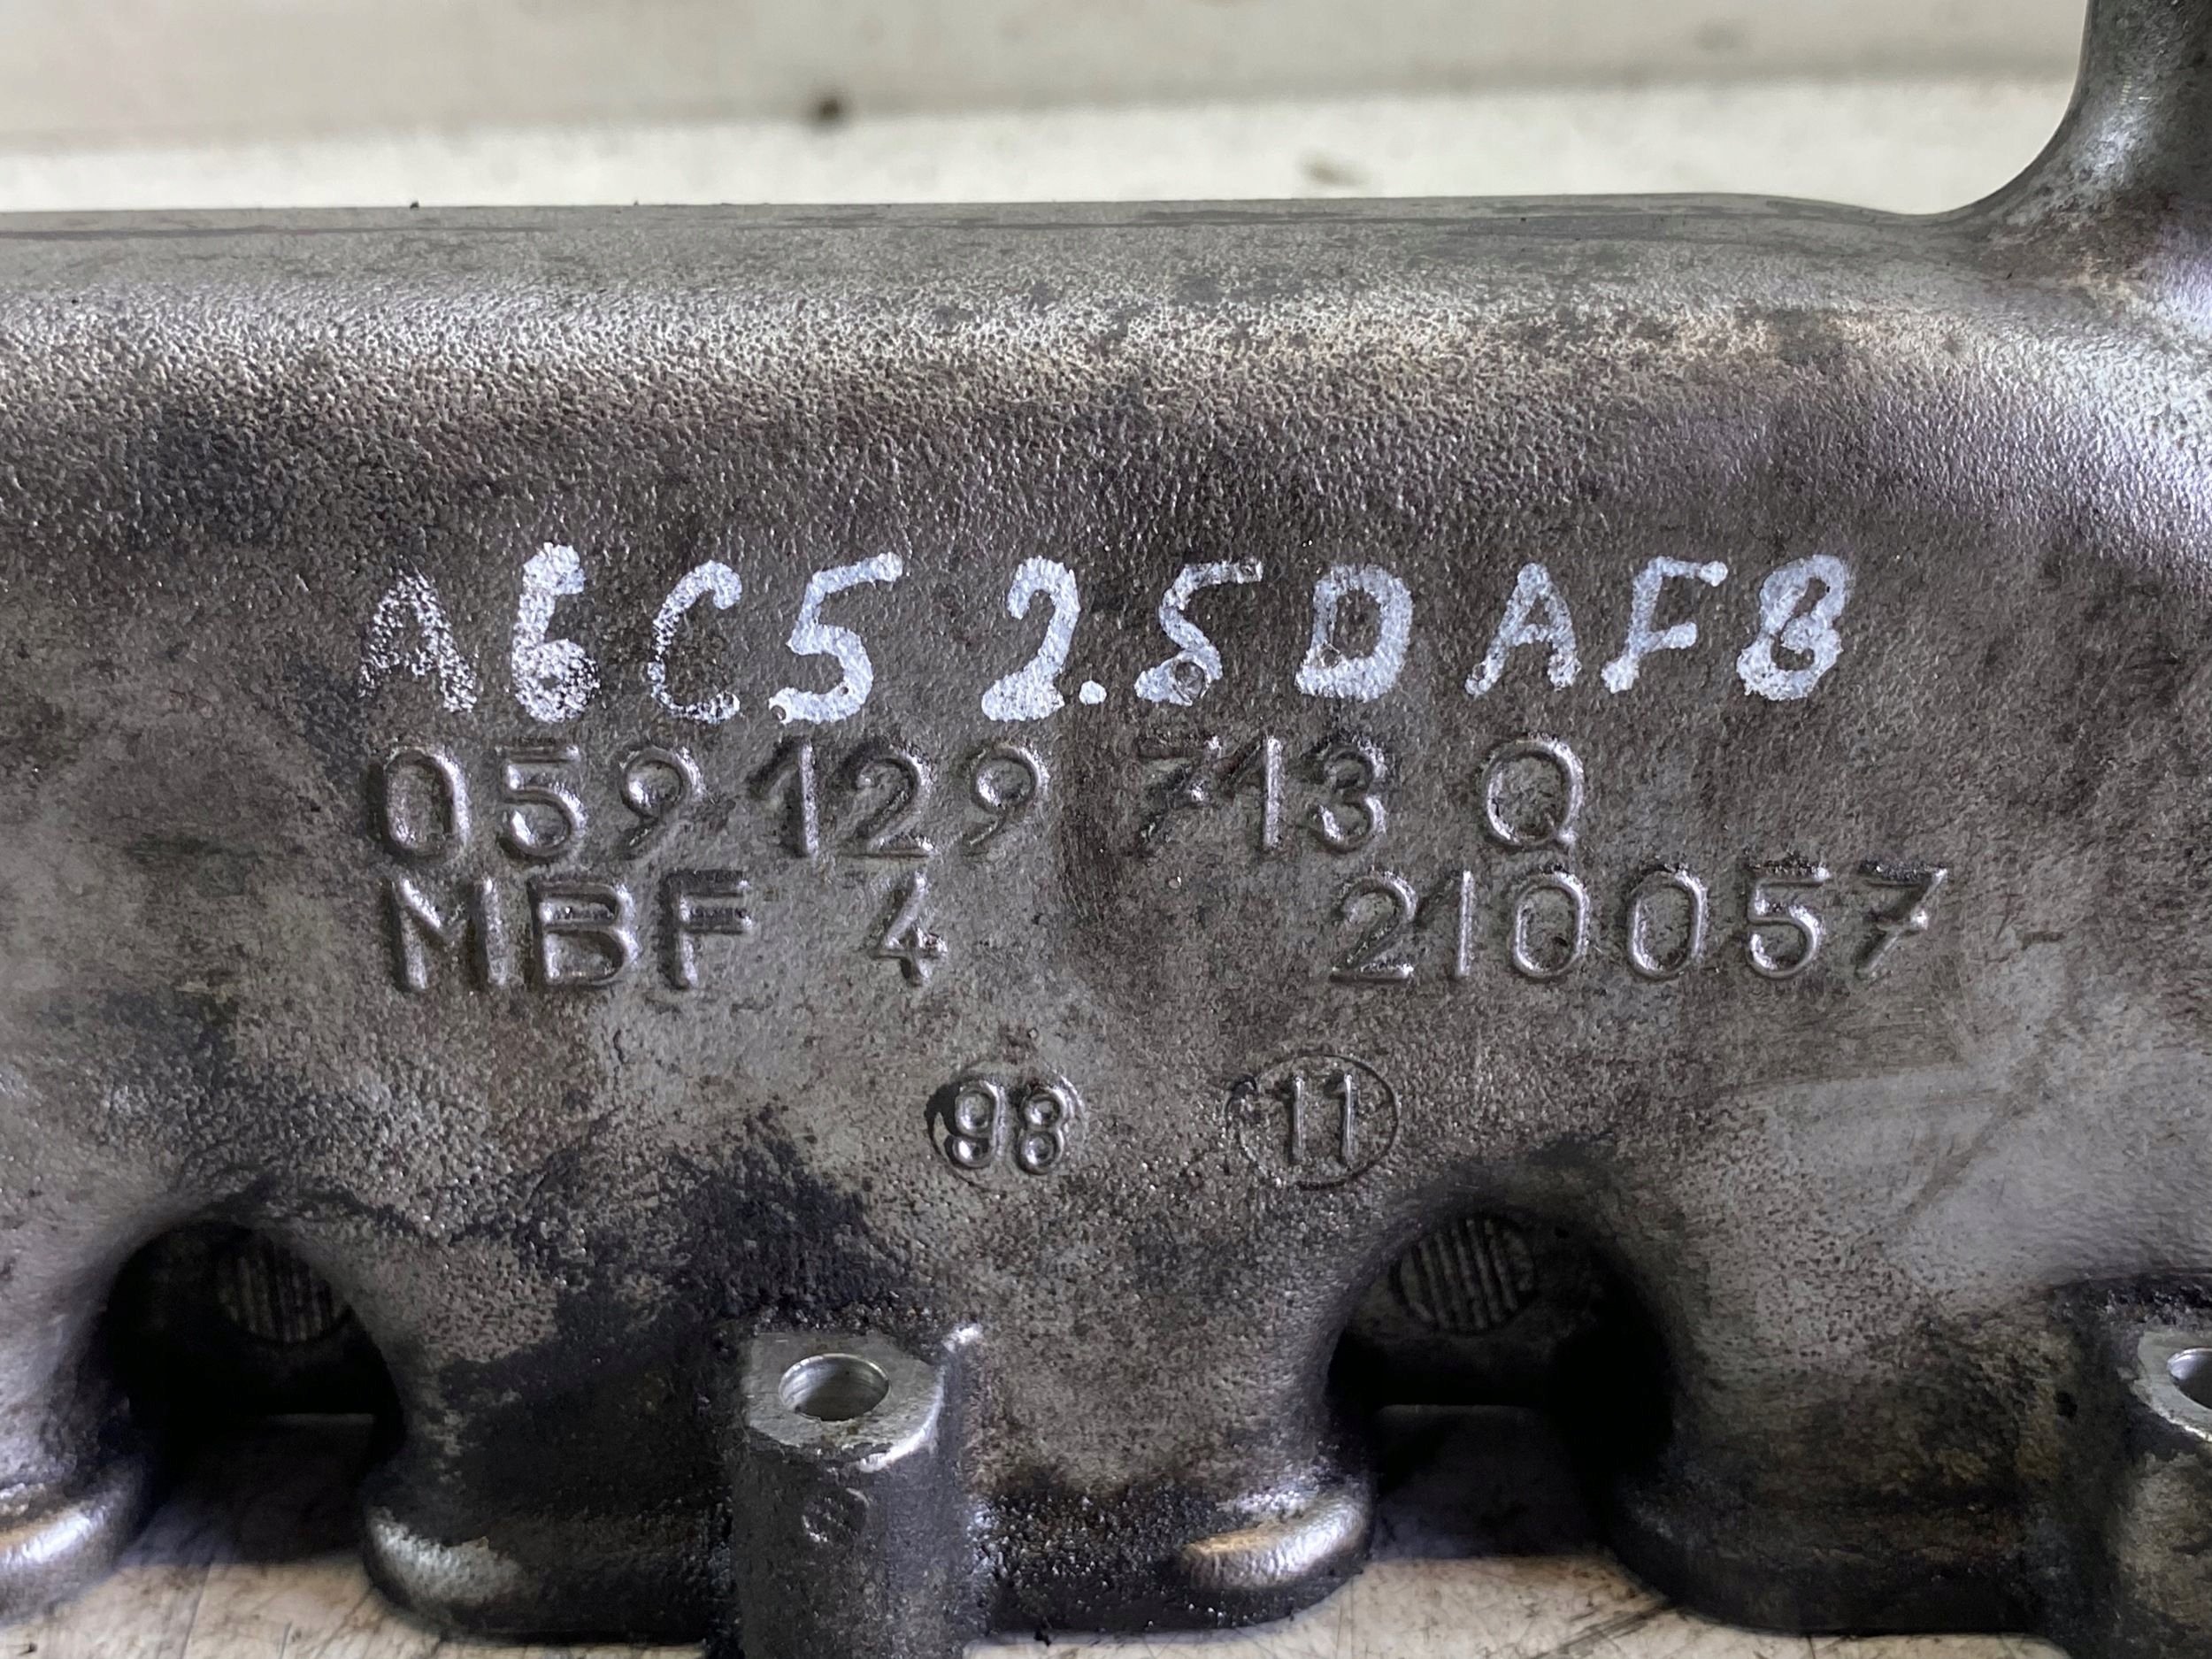 A6C5 2.5D AFB
059 129 713 Q
MBF 4 210057
98 11